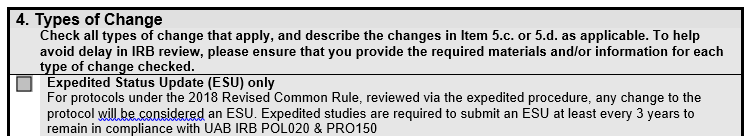 4. Types of Change
Check all types of change that apply, and describe the changes in Item 5.c. or 5.d. as applicable. To help
avoid delay in IRB review, please ensure that you provide the required materials and/or information for each
type of change checked.
Expedited Status Update (ESU) only
For protocols under the 2018 Revised Common Rule, reviewed via the expedited procedure, any change to the
protocol will be considered an ESU. Expedited studies are required to submit an ESU at least every 3 years to
remain in compliance with UAB IRB POL020 & PRO150